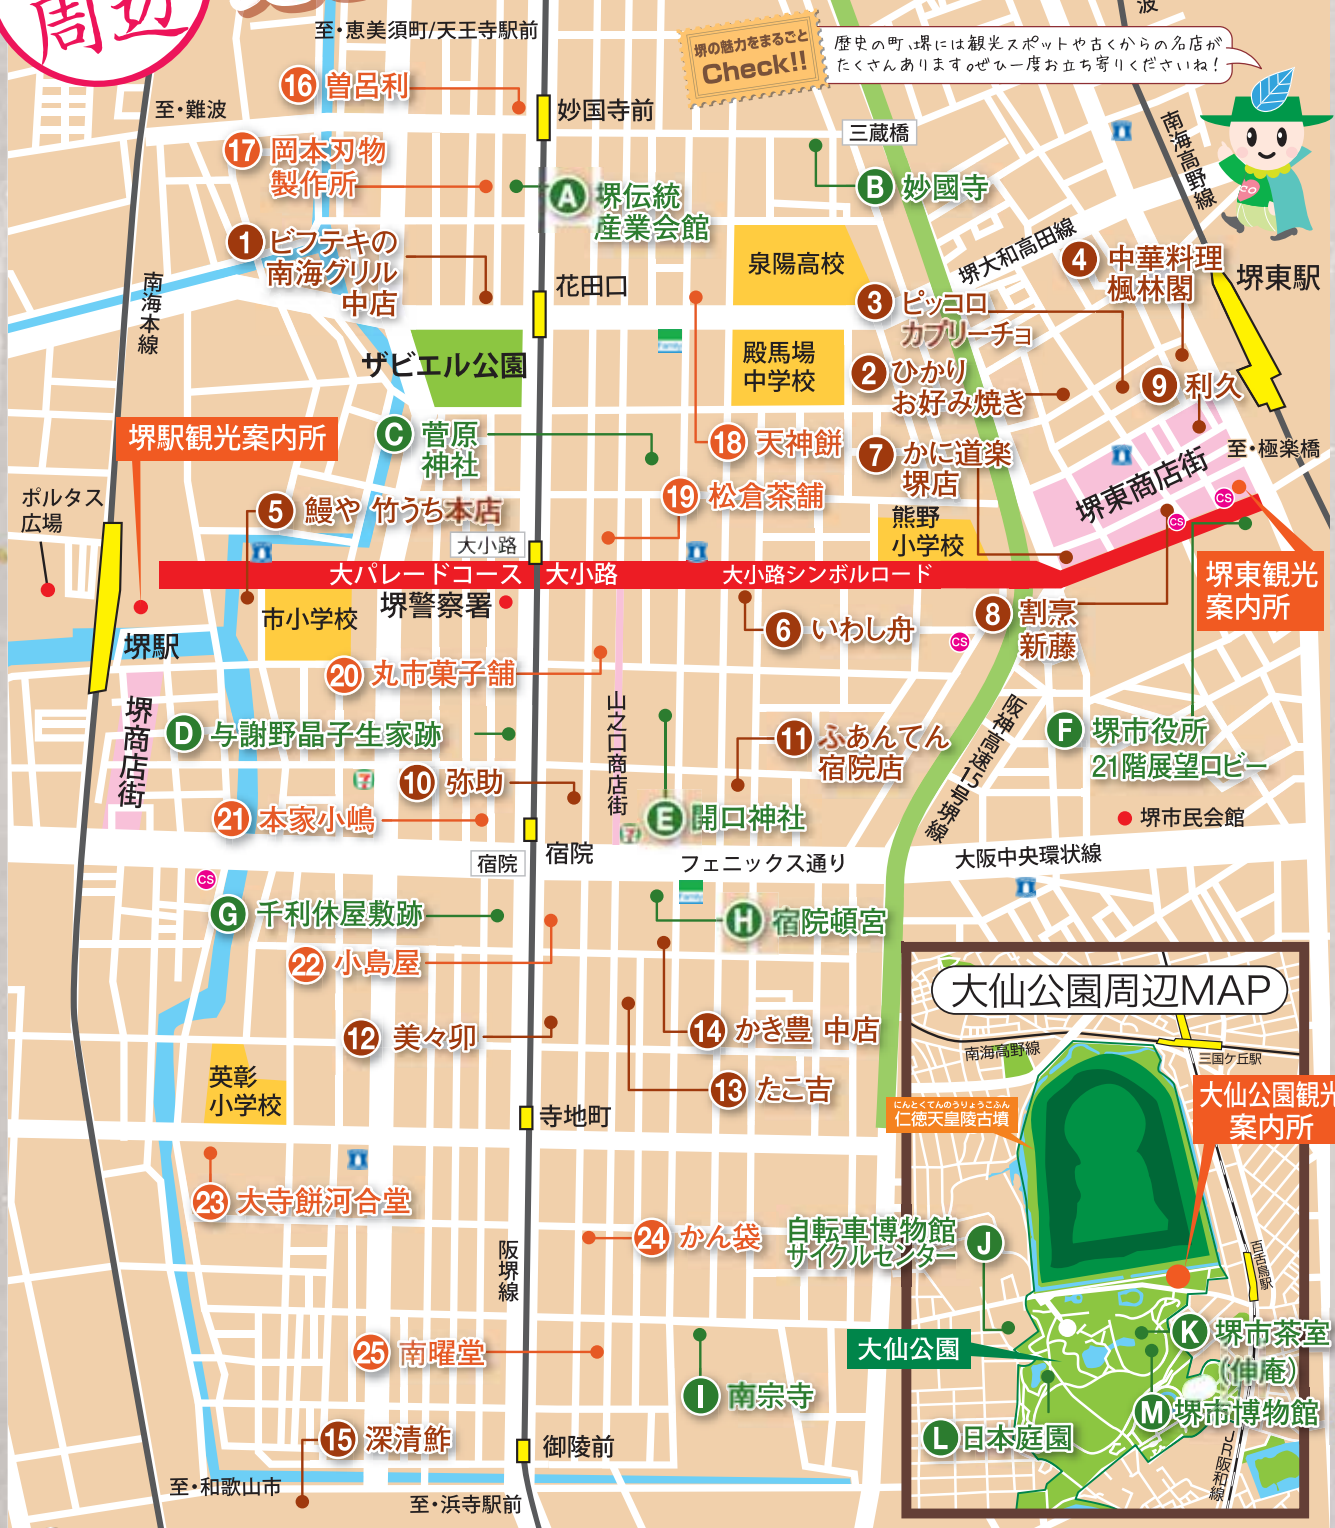 周辺
波
至・恵美須町/天王寺駅前
堺の魅力をまるごと
Check!!
歴史の町、堺には観光スポットや古くからの名店が
たくさんあります。ぜひ一度お立ち寄りくださいね！
16 曽呂利
至・難波
妙国寺前
三蔵橋
南海高野線
17 岡本刃物
製作所
A 堺伝統
産業会館
B 妙國寺
1 ビフテキの
南海グリル
中店
南海本線
花田口
泉陽高校
堺大和高田線
4 中華料理
楓林閣
堺東駅
3 ピッコロ
カプリーチョ
ザビエル公園
Family
殿馬場
中学校
2 ひかり
お好み焼き
9 利久
堺駅観光案内所
C 菅原
神社
18 天神餅
7 かに道楽
堺店
至・極楽橋
堺東商店街
CS
CS
ポルタス
広場
5 鰻や 竹うち本店
19 松倉茶舗
熊野
小学校
大小路
大パレードコース
大小路
大小路シンボルロード
堺東観光
案内所
市小学校
堺警察署
6 いわし舟
8 割烹
新藤
CS
堺駅
20 丸市菓子舗
堺商店街
D 与謝野晶子生家跡
山之口商店街
11 ふあんてん
宿院店
阪神高速15号堺線
F 堺市役所
21階展望ロビー
10 弥助
21 本家小嶋
E 開口神社
堺市民会館
宿院
宿院
フェニックス通り
大阪中央環状線
CS
Family
G 千利休屋敷跡
H 宿院頓宮
22 小島屋
大仙公園周辺MAP
12 美々卯
14 かき豊 中店
南海高野線
三国ケ丘駅
英彰
小学校
13 たこ吉
にんとくてんのうりょうこふん
仁徳天皇陵古墳
大仙公園観光
案内所
寺地町
23 大寺餅河合堂
24 かん袋
自転車博物館
サイクルセンター
J
阪堺線
百舌鳥駅
25 南曜堂
大仙公園
K 堺市茶室
(伸庵)
I 南宗寺
M 堺市博物館
L 日本庭園
15 深清鮓
御陵前
JR阪和線
至・和歌山市
至・浜寺駅前